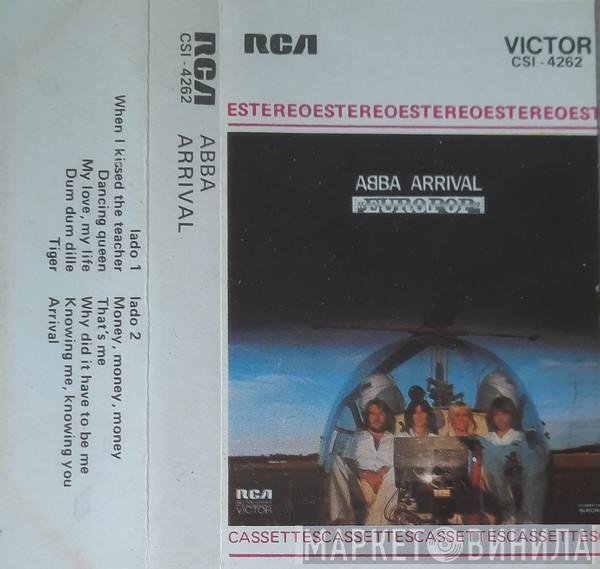 lado 1
When I kissed the teacher
Dancing queen
My love, my life
Dum dum dille
Tiger
lado 2
Money, money, money
That's me
Why did it have to be me
Knowing me, knowing you
Arrival
RCA
CSI - 4262
ABBA
ARRIVAL
RCA
VICTOR
CSI - 4262
ESTEREOESTEREOESTEREOESTEREOEST
ABBA ARRIVAL
"EUROPOP"
RCA
VICTOR
CASSETTESCASSETTESCASSETTESCASSETTESC
МАРКЕТ ВИНИЛА